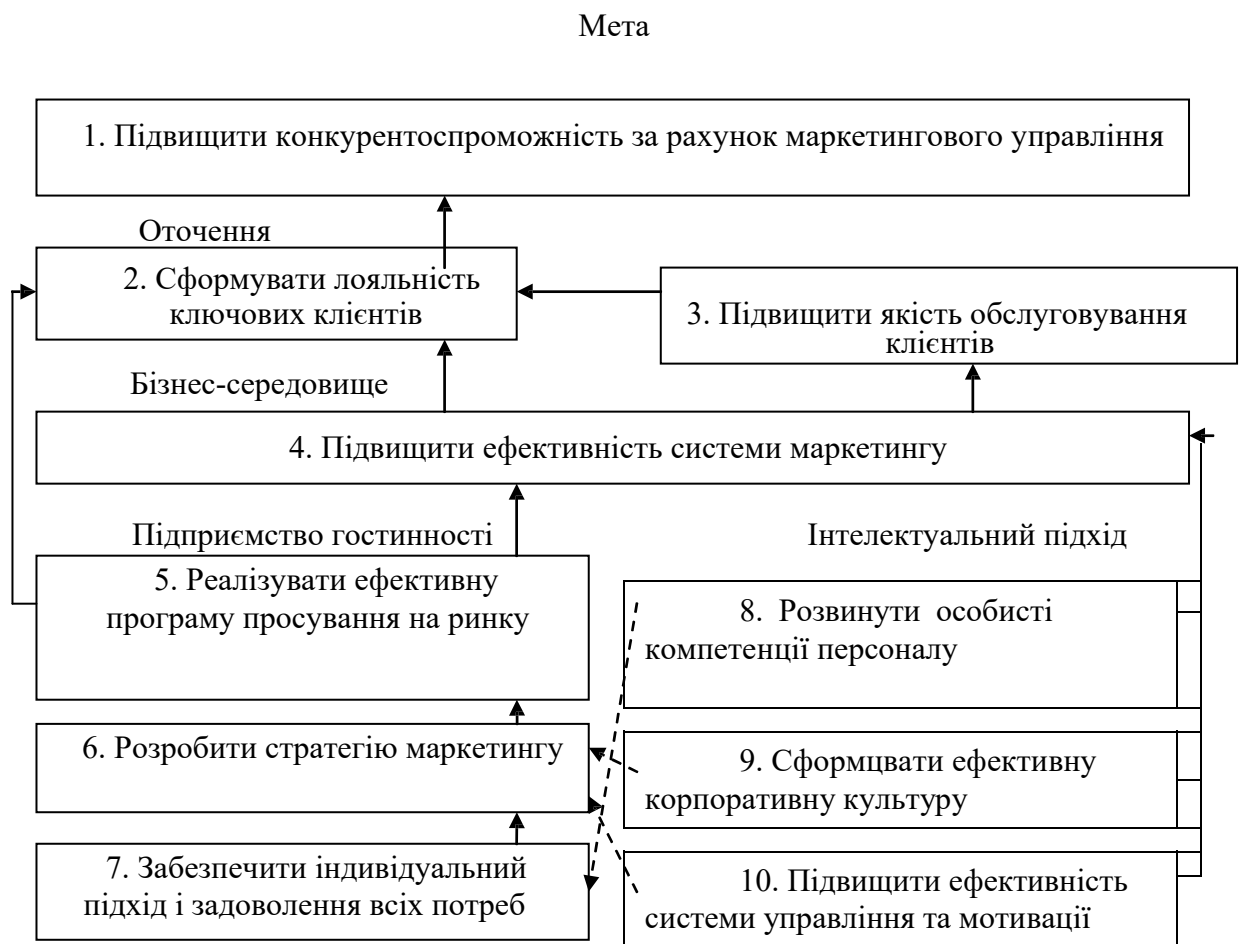 Мета
1. Підвищити конкурентоспроможність за рахунок маркетингового управління
Оточення
2. Сформувати лояльність
ключових клієнтів
3. Підвищити якість обслуговування
клієнтів
Бізнес-середовище
4. Підвищити ефективність системи маркетингу
Підприємство гостинності
Інтелектуальний підхід
5. Реалізувати ефективну
програму просування на ринку
8. Розвинути особисті
компетенції персоналу
6. Розробити стратегію маркетингу
9. Сформцвати ефективну
корпоративну культуру
7. Забезпечити індивідуальний
підхід і задоволення всіх потреб
10. Підвищити ефективність
системи управління та мотивації